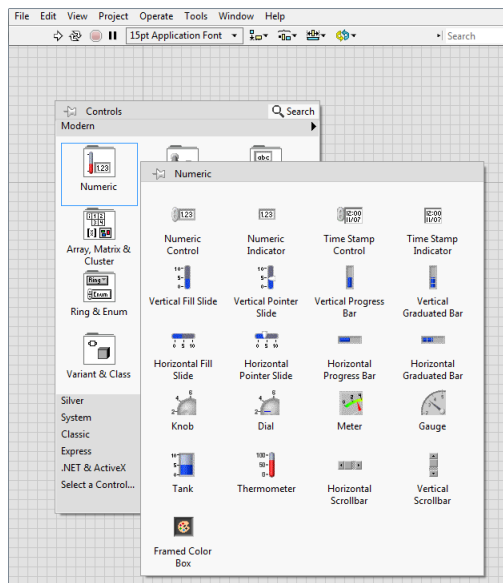 File Edit View Project Operate Tools Window Help
15pt Application Font
Search
Controls
Search
Modern
Numeric
Array, Matrix &
Cluster
Ring & Enum
Variant & Class
Silver
System
Classic
Express
.NET & ActiveX
Select a Control...
Numeric
Numeric
Control
Numeric
Indicator
Time Stamp
Control
Time Stamp
Indicator
Vertical Fill Slide
Vertical Pointer
Slide
Vertical Progress
Bar
Vertical
Graduated Bar
Horizontal Fill
Slide
Horizontal
Pointer Slide
Horizontal
Progress Bar
Horizontal
Graduated Bar
Knob
Dial
Meter
Gauge
Tank
Thermometer
Horizontal
Scrollbar
Vertical
Scrollbar
Framed Color
Box